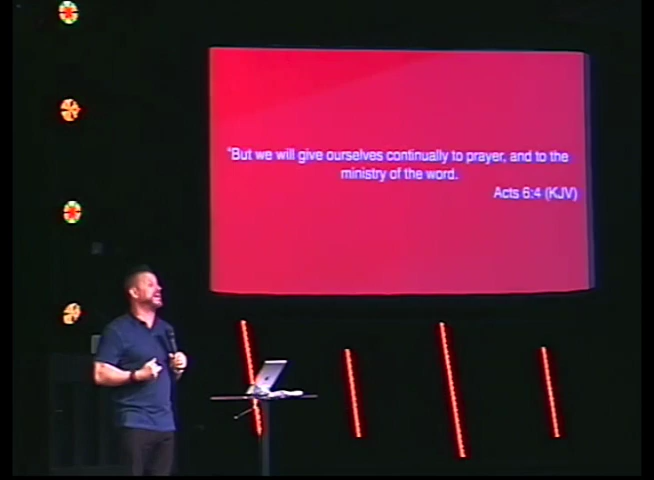 "But we will give ourselves continually to prayer, and to the
ministry of the word.
Acts 6:4 (KJV)